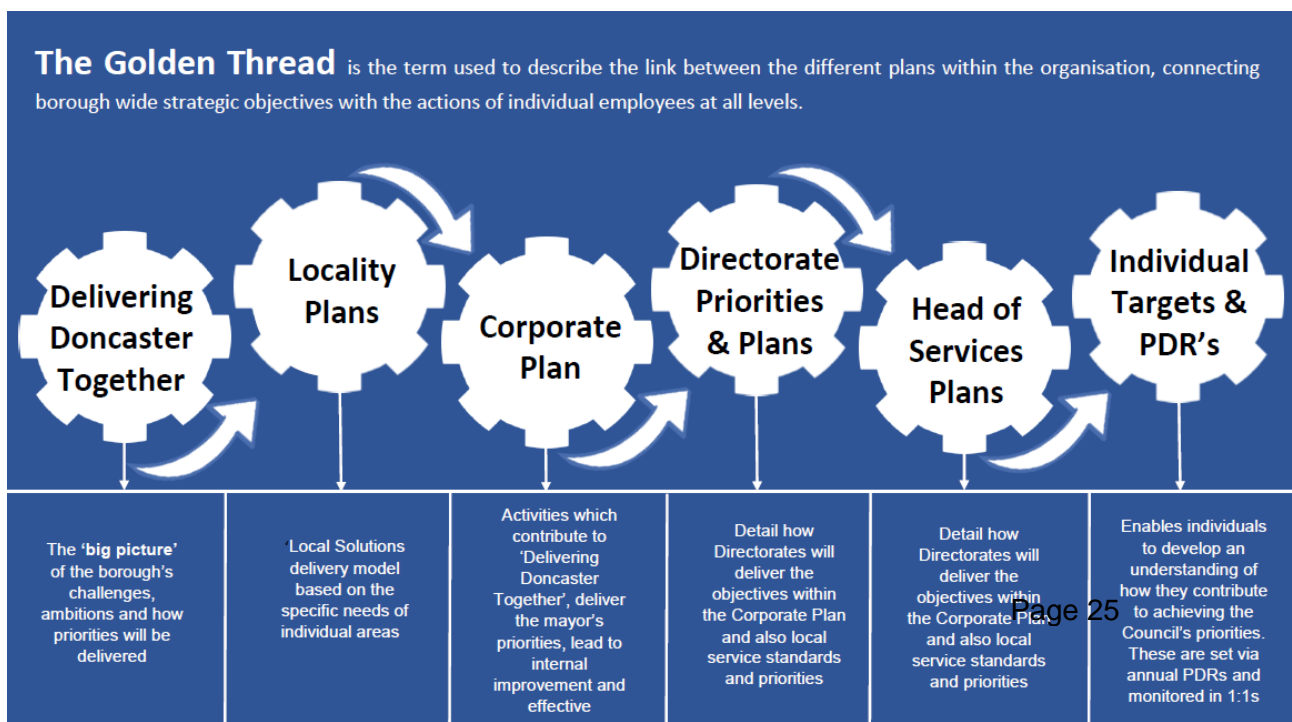 The Golden Thread is the term used to describe the link between the different plans within the organisation, connecting
borough wide strategic objectives with the actions of individual employees at all levels.
Delivering
Doncaster
Together
Locality
Plans
Corporate
Plan
Directorate
Priorities
& Plans
Head of
Services
Plans
Individual
Targets &
PDR’s
The ‘big picture’
of the borough’s
challenges,
ambitions and how
priorities will be
delivered
‘Local Solutions
delivery model
based on the
specific needs of
individual areas
Activities which
contribute to
‘Delivering
Doncaster
Together’, deliver
the mayor’s
priorities, lead to
internal
improvement and
effective
Detail how
Directorates will
deliver the
objectives within
the Corporate Plan
and also local
service standards
and priorities
Detail how
Directorates will
deliver the
objectives within
the Corporate Plan
and also local
service standards
and priorities
Enables individuals
to develop an
understanding of
how they contribute
to achieving the
Council’s priorities.
These are set via
annual PDRs and
monitored in 1:1s
Page 25